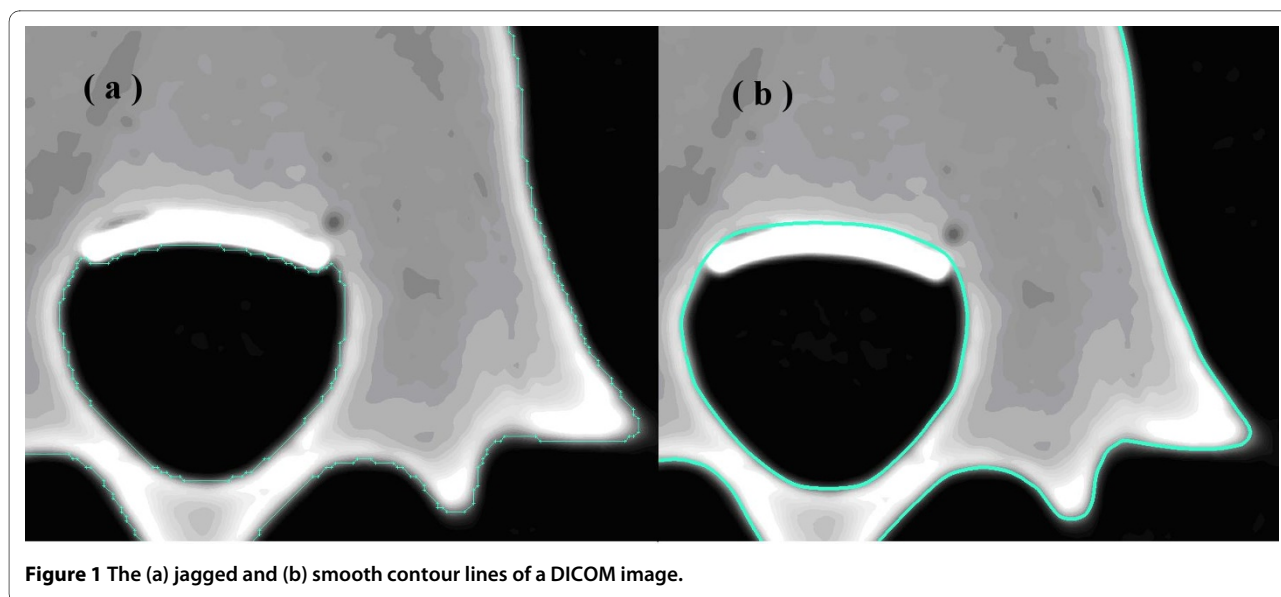 ( a )
( b )
Figure 1 The (a) jagged and (b) smooth contour lines of a DICOM image.